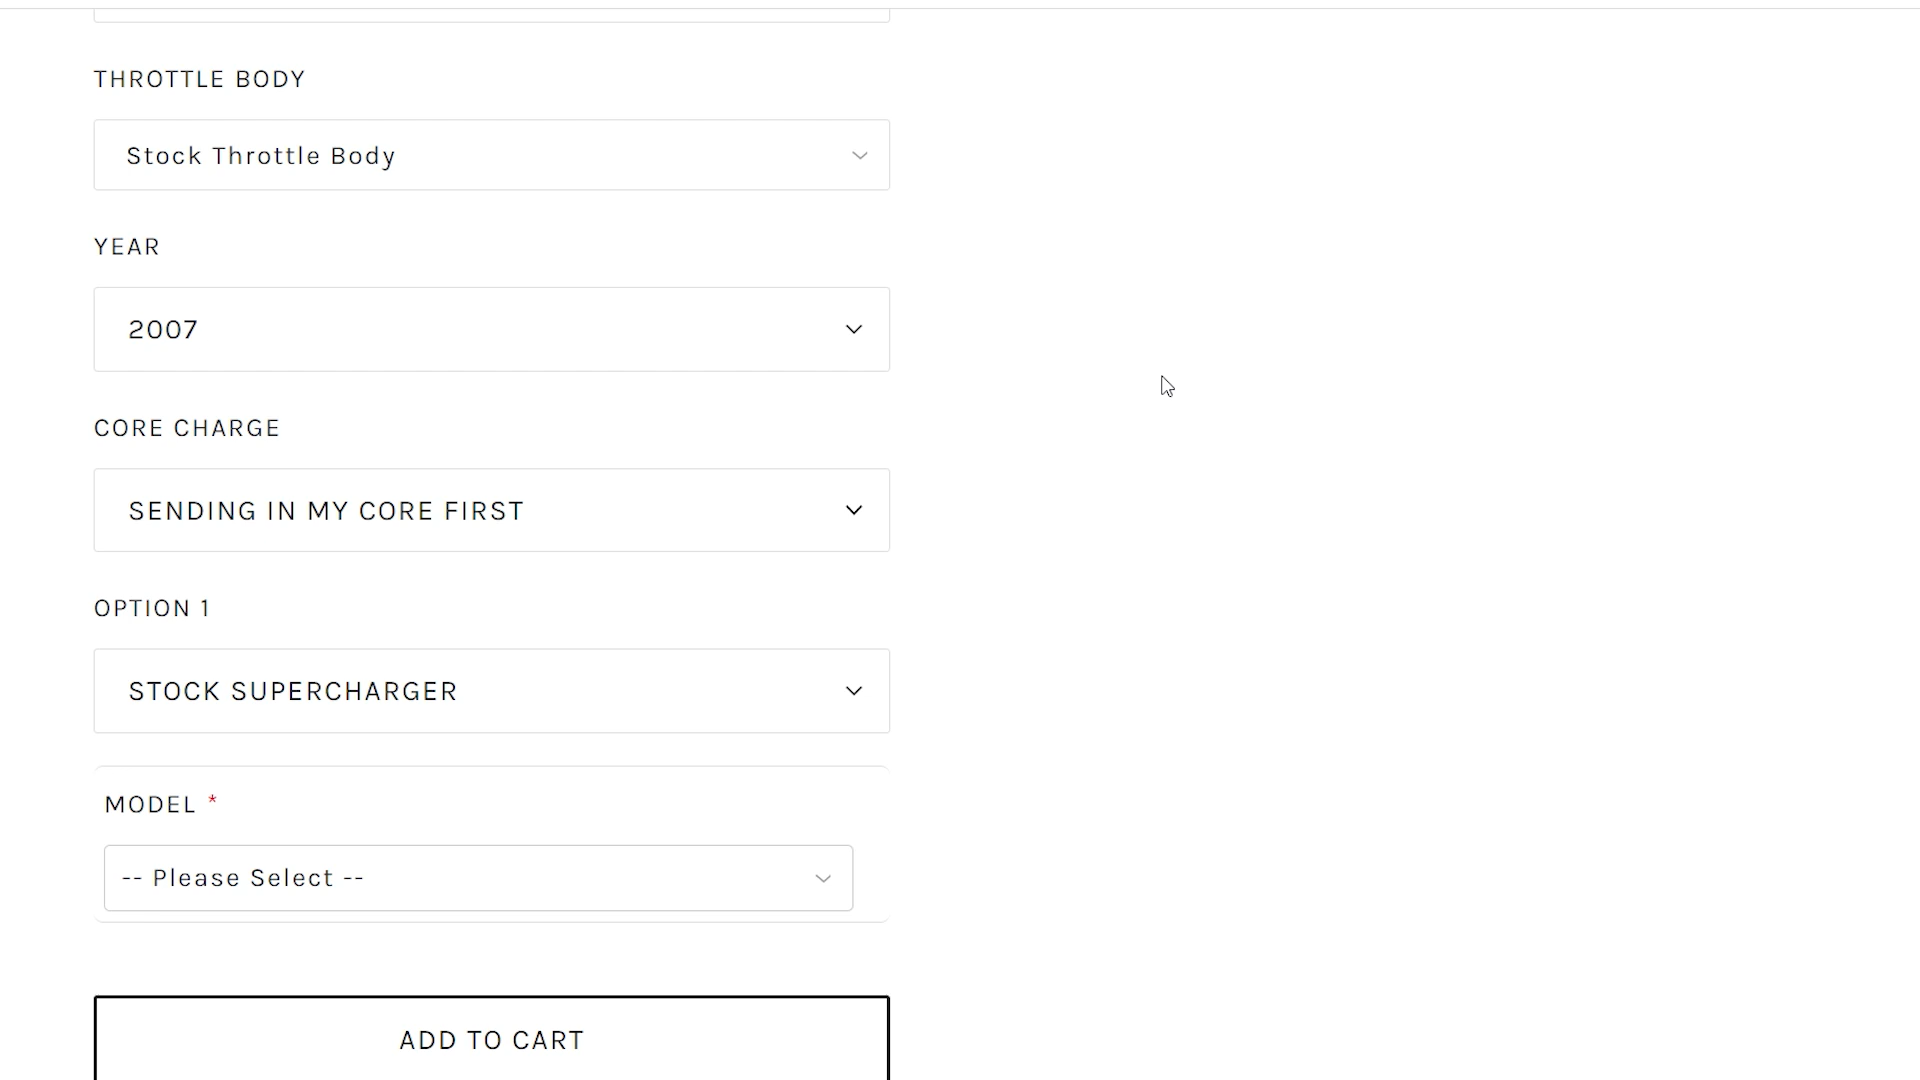 THROTTLE BODY
Stock Throttle Body
YEAR
2007
CORE CHARGE
SENDING IN MY CORE FIRST
OPTION 1
STOCK SUPERCHARGER
MODEL *
-- Please Select --
ADD TO CART